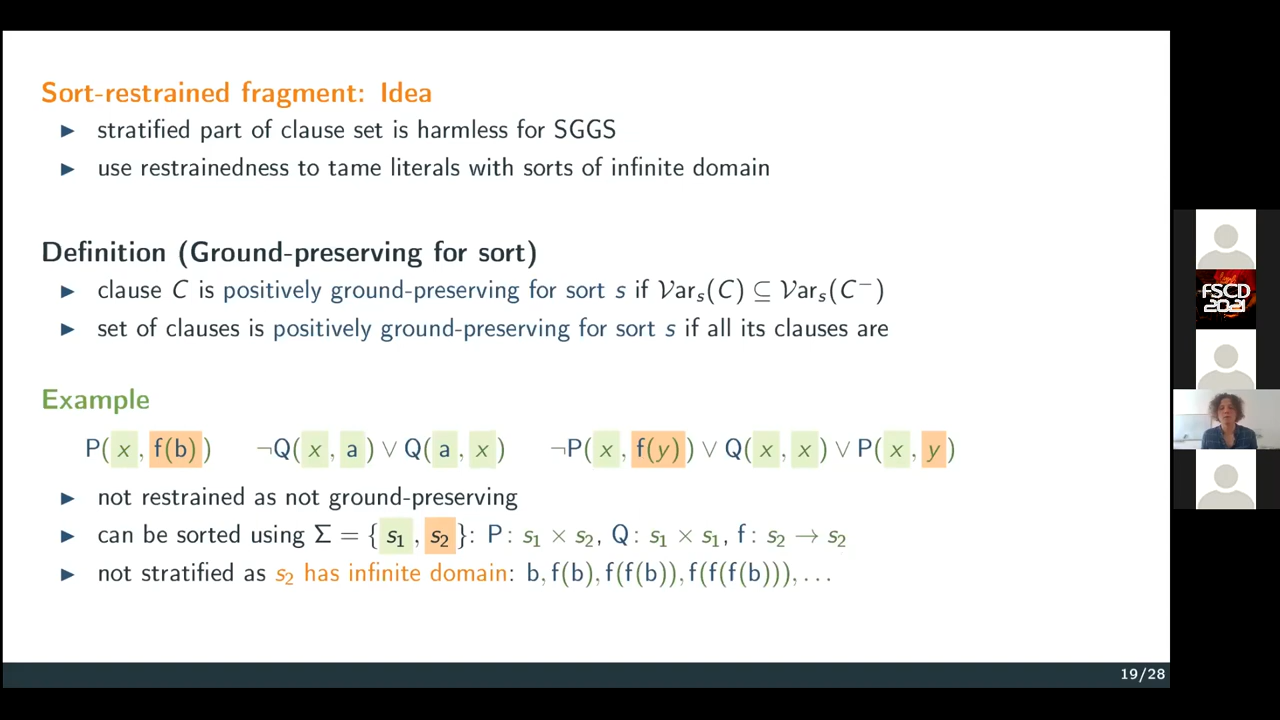 Sort-restrained fragment: Idea
▶ stratified part of clause set is harmless for SGGS
▶ use restrainedness to tame literals with sorts of infinite domain
Definition (Ground-preserving for sort)
▶ clause C is positively ground-preserving for sort s if 𝒱ar_s(C) ⊆ 𝒱ar_s(C⁻)
▶ set of clauses is positively ground-preserving for sort s if all its clauses are
Example
P(x, f(b)) ¬Q(x, a) ∨ Q(a, x) ¬P(x, f(y)) ∨ Q(x, x) ∨ P(x, y)
▶ not restrained as not ground-preserving
▶ can be sorted using Σ = {s₁, s₂}: P: s₁ × s₂, Q: s₁ × s₁, f: s₂ → s₂
▶ not stratified as s₂ has infinite domain: b, f(b), f(f(b)), f(f(f(b))), ...
19/28
FSCD
2021